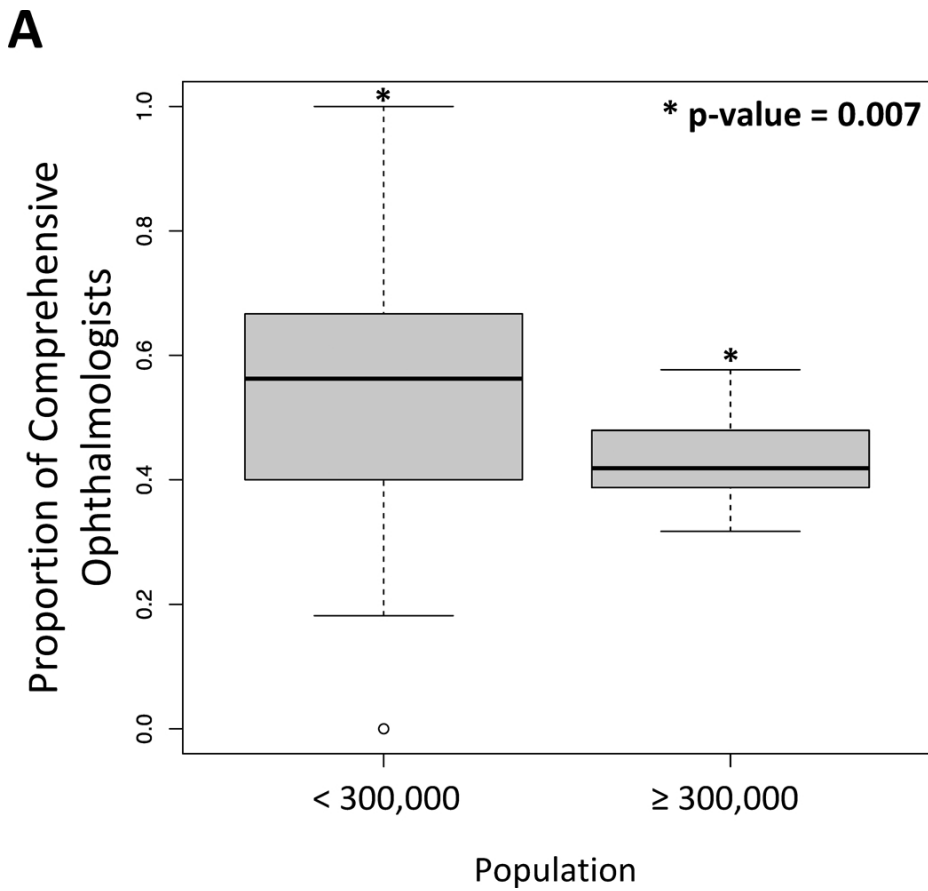 A
* p-value = 0.007
Proportion of Comprehensive
Ophthalmologists
1.0
0.8
0.6
0.4
0.2
0.0
*
*
< 300,000
≥ 300,000
Population